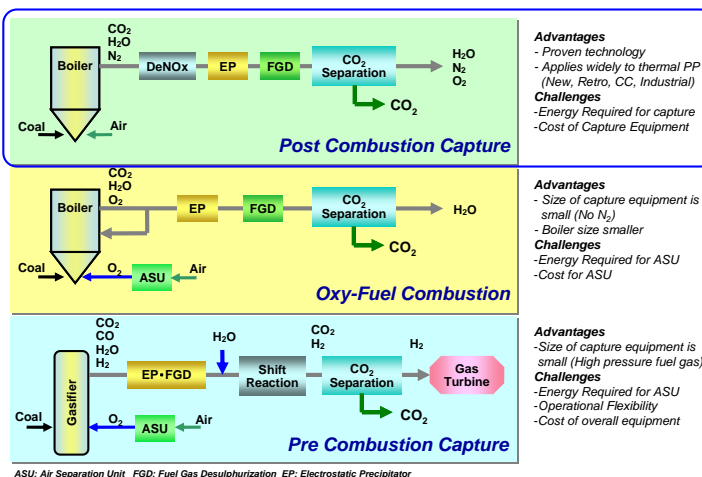 CO2
H2O
N2
Boiler
DeNOx
EP
FGD
CO2
Separation
H2O
N2
O2
CO2
Coal
Air
Post Combustion Capture
Advantages
- Proven technology
- Applies widely to thermal PP
(New, Retro, CC, Industrial)
Challenges
-Energy Required for capture
-Cost of Capture Equipment
CO2
H2O
O2
Boiler
EP
FGD
CO2
Separation
H2O
CO2
Coal
O2
ASU
Air
Oxy-Fuel Combustion
Advantages
- Size of capture equipment is
small (No N2)
- Boiler size smaller
Challenges
-Energy Required for ASU
-Cost for ASU
CO2
CO
H2O
H2
Gasifier
EP・FGD
H2O
Shift
Reaction
CO2
H2
CO2
Separation
H2
Gas
Turbine
CO2
Coal
O2
ASU
Air
Pre Combustion Capture
Advantages
-Size of capture equipment is
small (High pressure fuel gas)
Challenges
-Energy Required for ASU
-Operational Flexibility
-Cost of overall equipment
ASU: Air Separation Unit FGD: Fuel Gas Desulphurization EP: Electrostatic Precipitator